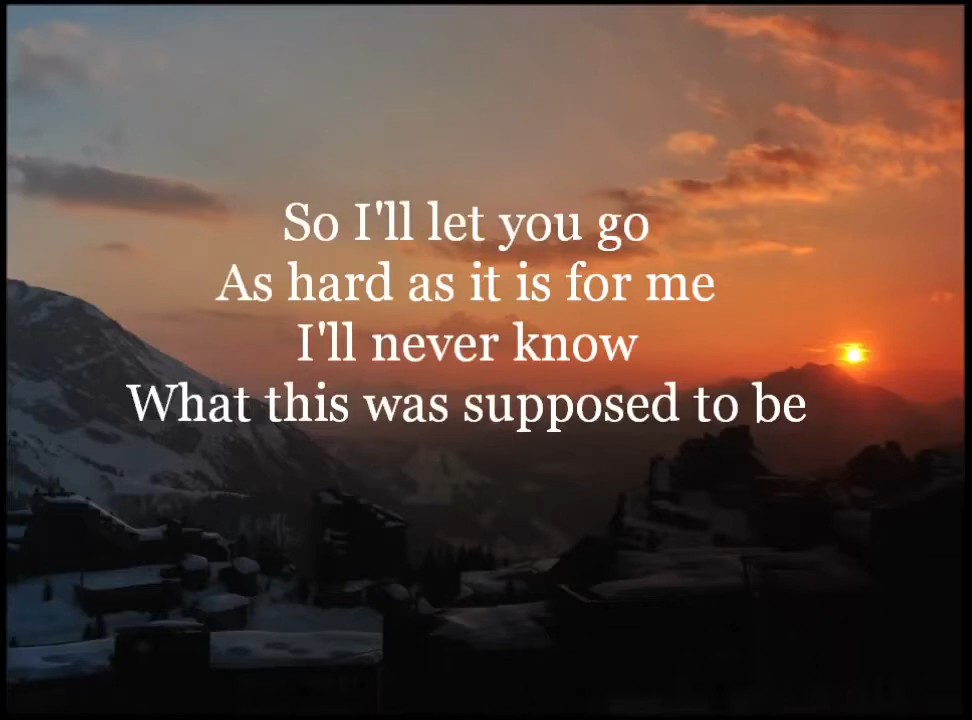 So I'll let you go
As hard as it is for me
I'll never know
What this was supposed to be